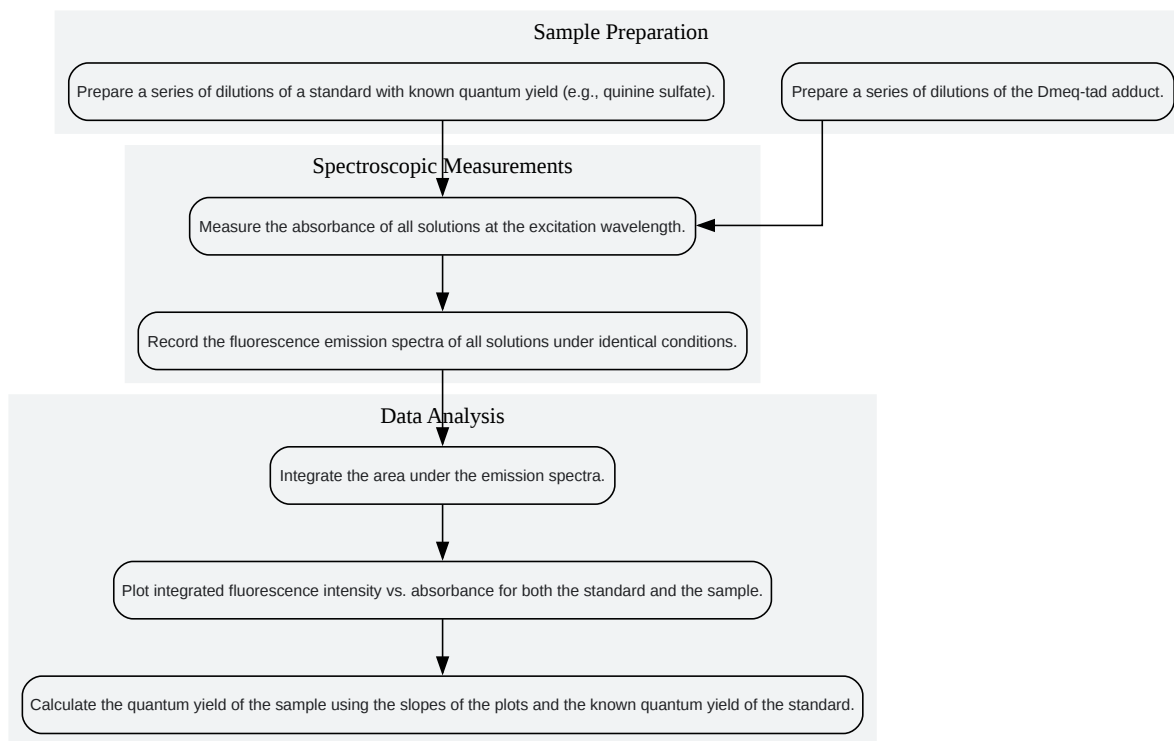 Sample Preparation
Prepare a series of dilutions of a standard with known quantum yield (e.g., quinine sulfate).
Prepare a series of dilutions of the Dmeq-tad adduct.
Spectroscopic Measurements
Measure the absorbance of all solutions at the excitation wavelength.
Record the fluorescence emission spectra of all solutions under identical conditions.
Data Analysis
Integrate the area under the emission spectra.
Plot integrated fluorescence intensity vs. absorbance for both the standard and the sample.
Calculate the quantum yield of the sample using the slopes of the plots and the known quantum yield of the standard.